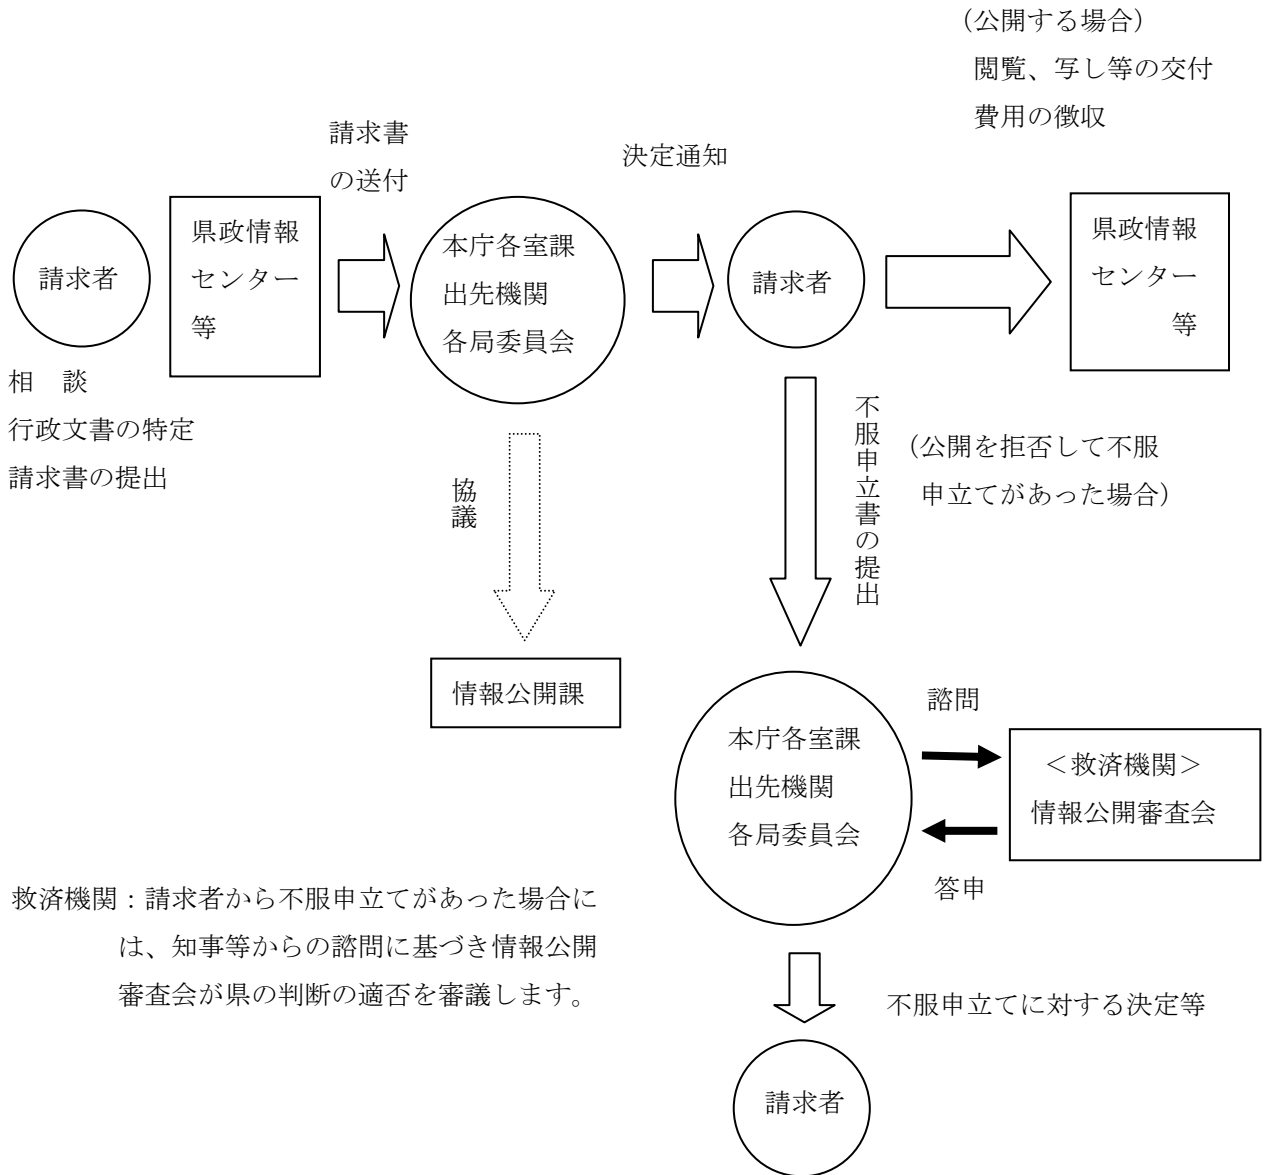 （公開する場合）
閲覧、写し等の交付
費用の徴収
請求書
の送付
決定通知
請求者
県政情報
センター
等
本庁各室課
出先機関
各局委員会
請求者
県政情報
センター
等
相　談
行政文書の特定
請求書の提出
協議
不服申立書の提出
（公開を拒否して不服
申立てがあった場合）
情報公開課
本庁各室課
出先機関
各局委員会
諮問
＜救済機関＞
情報公開審査会
答申
救済機関：請求者から不服申立てがあった場合に
は、知事等からの諮問に基づき情報公開
審査会が県の判断の適否を審議します。
不服申立てに対する決定等
請求者